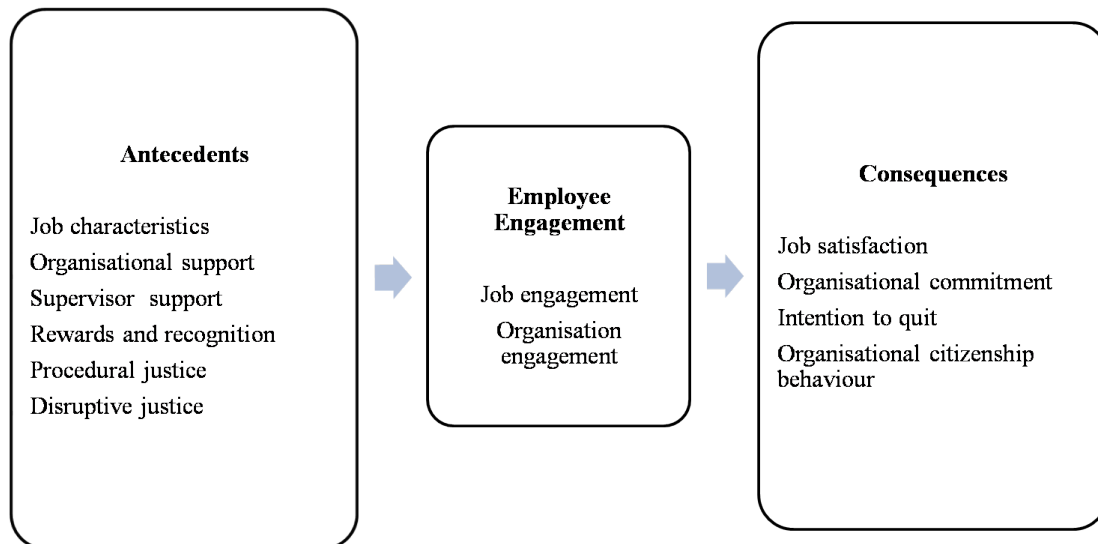 Antecedents
Job characteristics
Organisational support
Supervisor support
Rewards and recognition
Procedural justice
Disruptive justice
Employee
Engagement
Job engagement
Organisation
engagement
Consequences
Job satisfaction
Organisational commitment
Intention to quit
Organisational citizenship
behaviour